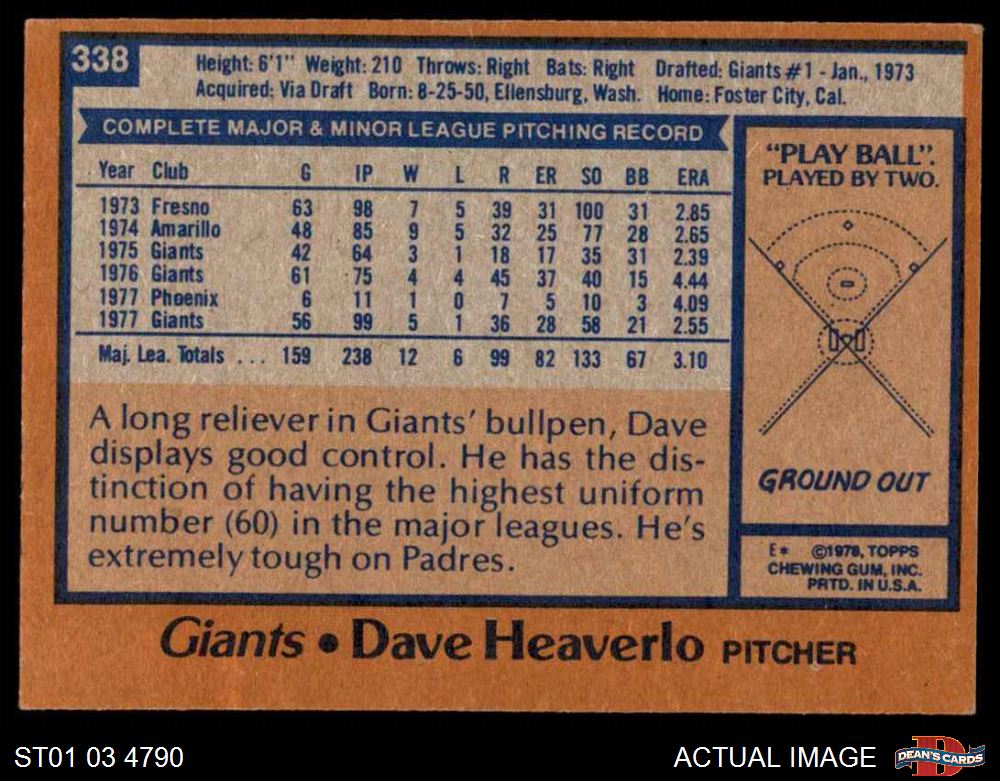 338
Height: 6'1" Weight: 210 Throws: Right Bats: Right Drafted: Giants #1 - Jan., 1973
Acquired: Via Draft Born: 8-25-50, Ellensburg, Wash. Home: Foster City, Cal.
COMPLETE MAJOR & MINOR LEAGUE PITCHING RECORD
Year Club G IP W L R ER SO BB ERA
1973 Fresno 63 98 7 5 39 31 100 31 2.85
1974 Amarillo 48 85 9 5 32 25 77 28 2.65
1975 Giants 42 64 3 1 18 17 35 31 2.39
1976 Giants 61 75 4 4 45 37 40 15 4.44
1977 Phoenix 6 11 1 0 7 5 10 3 4.09
1977 Giants 56 99 5 1 36 28 58 21 2.55
Maj. Lea. Totals ... 159 238 12 6 99 82 133 67 3.10
A long reliever in Giants' bullpen, Dave
displays good control. He has the dis-
tinction of having the highest uniform
number (60) in the major leagues. He's
extremely tough on Padres.
"PLAY BALL".
PLAYED BY TWO.
GROUND OUT
E* ©1978, TOPPS
CHEWING GUM, INC.
PRTD. IN U.S.A.
Giants • Dave Heaverlo PITCHER
ST01 03 4790
ACTUAL IMAGE
D
DEAN'S CARDS